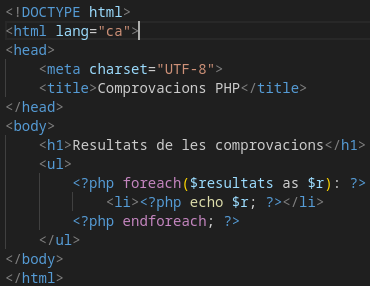 <!DOCTYPE html>
<html lang="ca">
<head>
    <meta charset="UTF-8">
    <title>Comprovacions PHP</title>
</head>
<body>
    <h1>Resultats de les comprovacions</h1>
    <ul>
        <?php foreach($resultats as $r): ?>
            <li><?php echo $r; ?></li>
        <?php endforeach; ?>
    </ul>
</body>
</html>